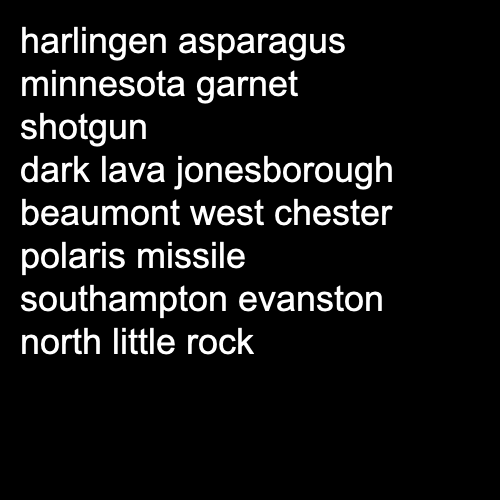 harlingen asparagus
minnesota garnet
shotgun
dark lava jonesborough
beaumont west chester
polaris missile
southampton evanston
north little rock